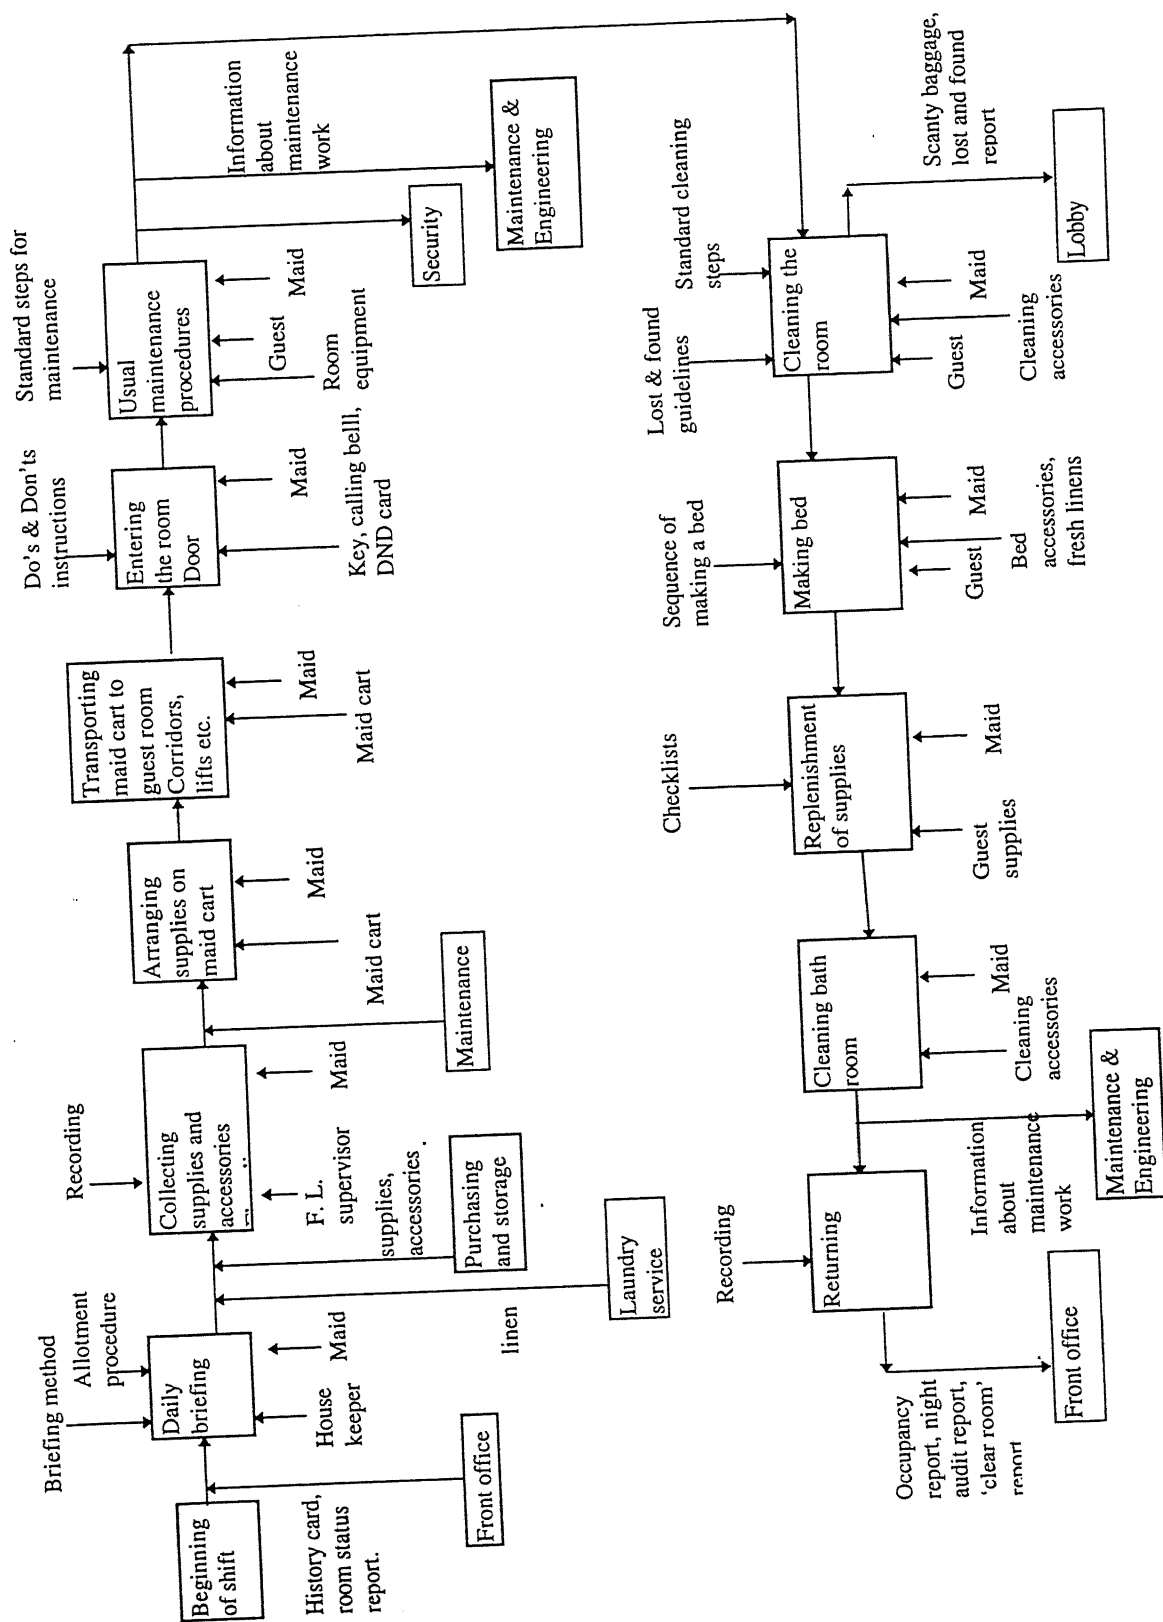 Briefing method
Allotment
procedure
Recording
Do's & Don'ts
instructions
Standard steps for
maintenance
Beginning
of shift
Daily
briefing
Collecting
supplies and
accessories
Arranging
supplies on
maid cart
Transporting
maid cart to
guest room
Corridors,
lifts etc.
Entering
the room
Door
Usual
maintenance
procedures
History card,
room status
report.
House
keeper
Maid
F. L.
supervisor
Maid
Maid cart
Maid
Maid cart
Maid
Key, calling belll,
DND card
Maid
Room
equipment
Guest
Maid
Information
about
maintenance
work
Front office
linen
supplies,
accessories
Laundry
service
Purchasing
and storage
Maintenance
Security
Maintenance &
Engineering
Recording
Checklists
Sequence of
making a bed
Lost & found
guidelines
Standard cleaning
steps
Returning
Cleaning bath
room
Replenishment
of supplies
Making bed
Cleaning the
room
Occupancy
report, night
audit report,
'clear room'
report
Information
about
maintenance
work
Cleaning
accessories
Maid
Guest
supplies
Maid
Guest
Bed
accessories,
fresh linens
Maid
Guest
Cleaning
accessories
Maid
Scanty baggage,
lost and found
report
Front office
Maintenance &
Engineering
Lobby